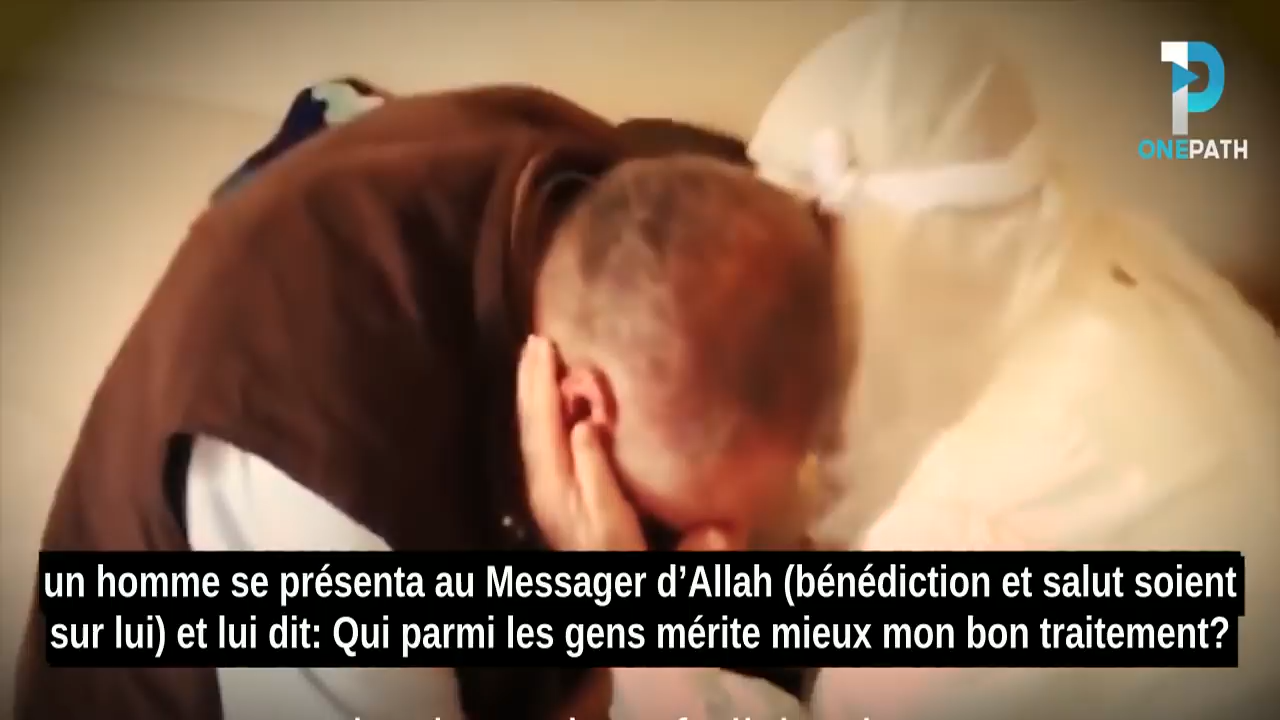 ONEPATH
un homme se présenta au Messager d’Allah (bénédiction et salut soient
sur lui) et lui dit: Qui parmi les gens mérite mieux mon bon traitement?